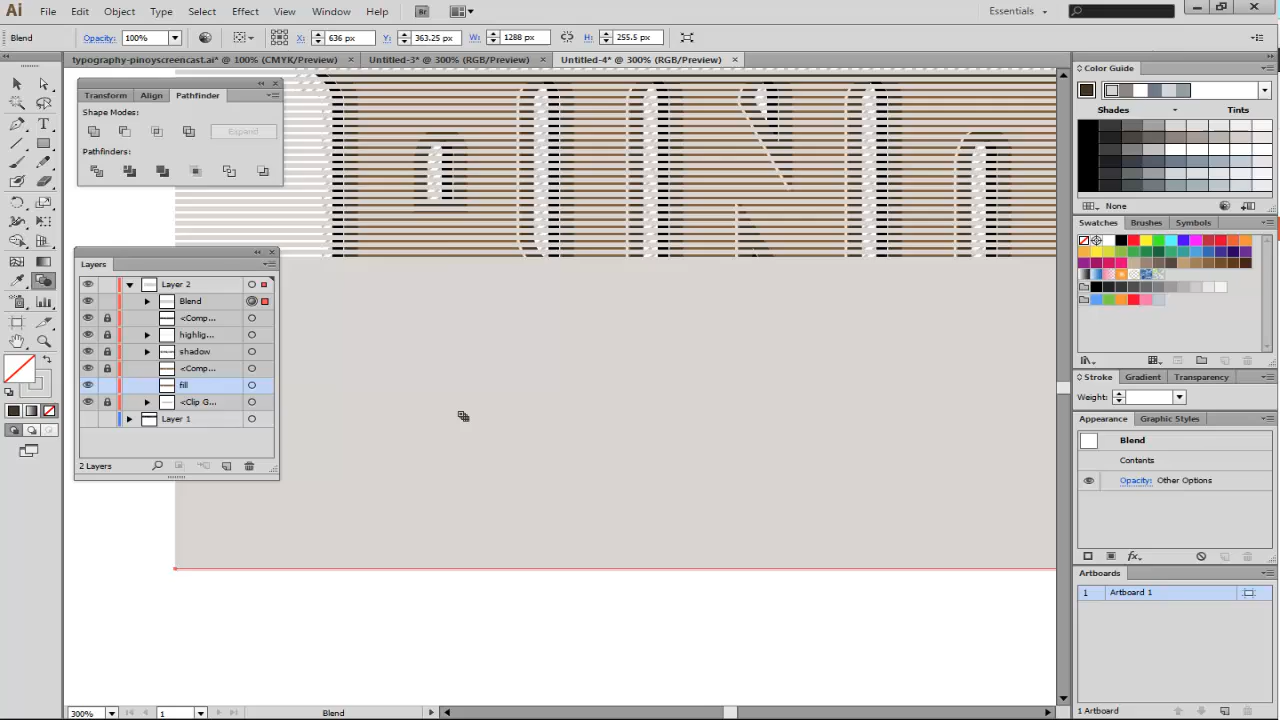 Ai File Edit Object Type Select Effect View Window Help Br Essentials
Blend Opacity: 100% X: 636 px Y: 363.25 px W: 1288 px H: 255.5 px
typography-pinoyscreencast.ai* @ 100% (CMYK/Preview) × Untitled-3* @ 300% (RGB/Preview) × Untitled-4* @ 300% (RGB/Preview) ×
Transform Align Pathfinder
Shape Modes:
Expand
Pathfinders:
Layers
Layer 2
Blend
<Comp...
highlig...
shadow
<Comp...
fill
<Clip G...
Layer 1
2 Layers
Color Guide
Shades Tints
None
Swatches Brushes Symbols
Stroke Gradient Transparency
Weight:
Appearance Graphic Styles
Blend
Contents
Opacity: Other Options
fx
Artboards
1 Artboard 1
1 Artboard
300% 1 Blend